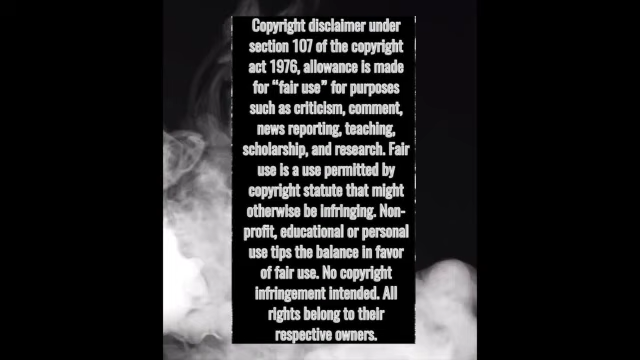 Copyright disclaimer under
section 107 of the copyright
act 1976, allowance is made
for “fair use” for purposes
such as criticism, comment,
news reporting, teaching,
scholarship, and research. Fair
use is a use permitted by
copyright statute that might
otherwise be infringing. Non-
profit, educational or personal
use tips the balance in favor
of fair use. No copyright
infringement intended. All
rights belong to their
respective owners.